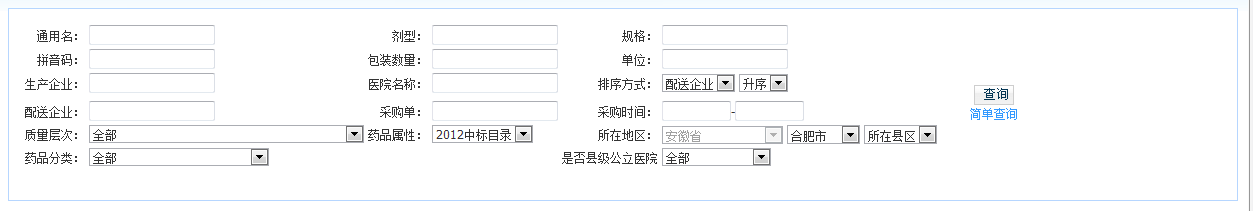 通用名： 剂型： 规格：
拼音码： 包装数量： 单位：
生产企业： 医院名称： 排序方式： 配送企业 升序
查询
配送企业： 采购单： 采购时间： -
简单查询
质量层次： 全部 药品属性： 2012中标目录 所在地区： 安徽省 合肥市 所在县区
药品分类： 全部 是否县级公立医院 全部